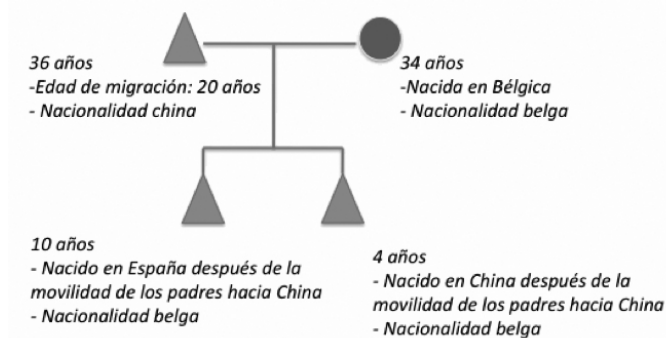 36 años
-Edad de migración: 20 años
- Nacionalidad china
34 años
-Nacida en Bélgica
- Nacionalidad belga
10 años
- Nacido en España después de la
movilidad de los padres hacia China
- Nacionalidad belga
4 años
- Nacido en China después de la
movilidad de los padres hacia China
- Nacionalidad belga